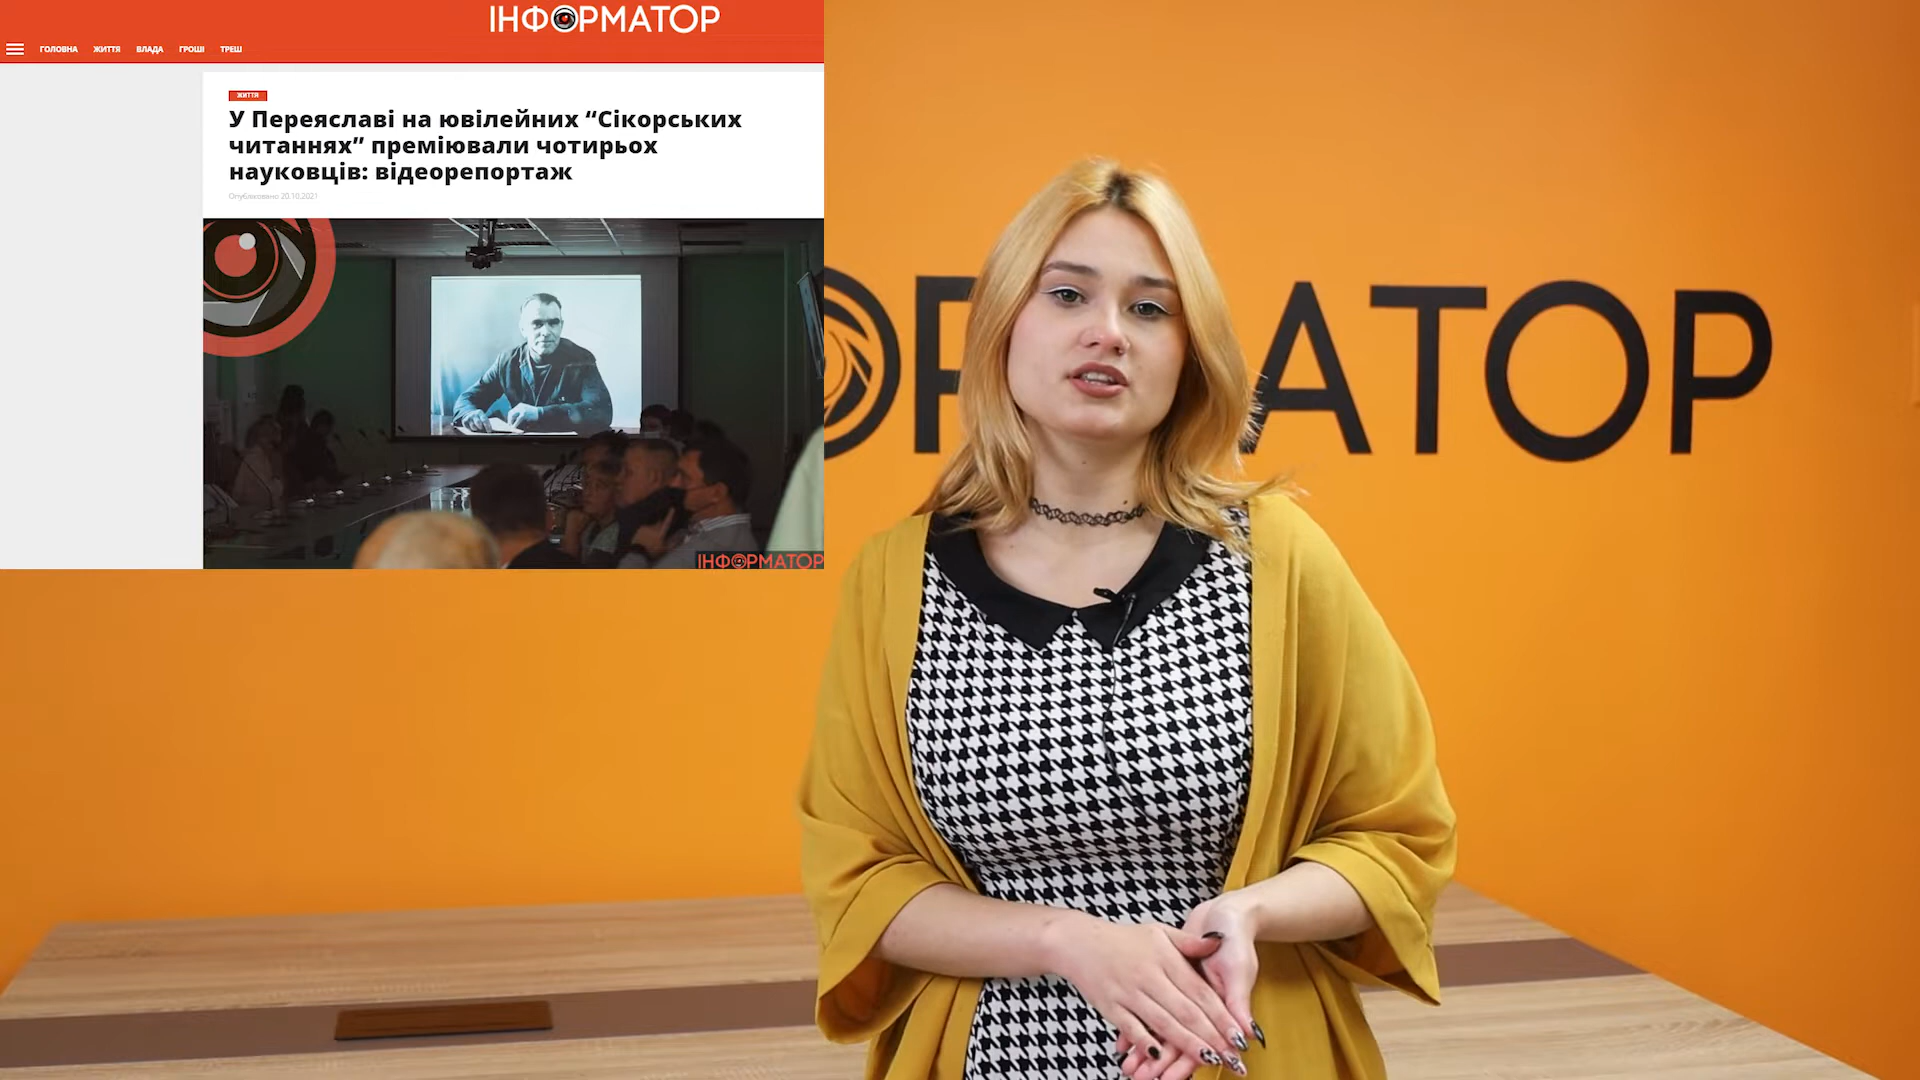 ІНФОРМАТОР
ГОЛОВНА ЖИТТЯ ВЛАДА ГРОШІ ТРЕШ
ЖИТТЯ
У Переяславі на ювілейних “Сікорських
читаннях” преміювали чотирьох
науковців: відеорепортаж
Опубліковано 20.10.2021
ІНФОРМАТОР
ОРМАТОР